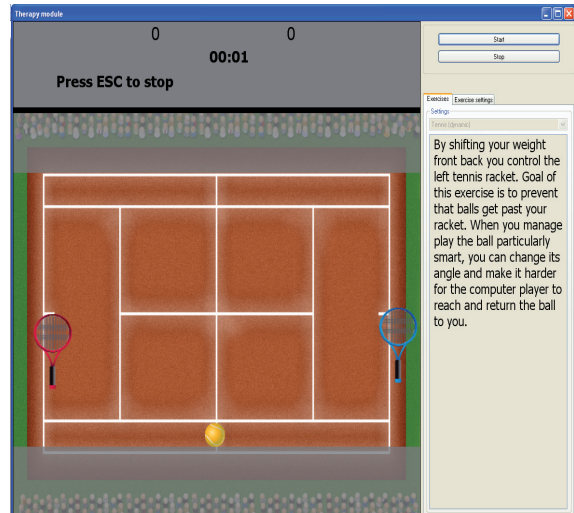 Therapy module
0 0
00:01
Press ESC to stop
Start
Stop
Exercises Exercise settings
Settings
Tennis (dynamic)
By shifting your weight
front back you control the
left tennis racket. Goal of
this exercise is to prevent
that balls get past your
racket. When you manage
play the ball particularly
smart, you can change its
angle and make it harder
for the computer player to
reach and return the ball
to you.